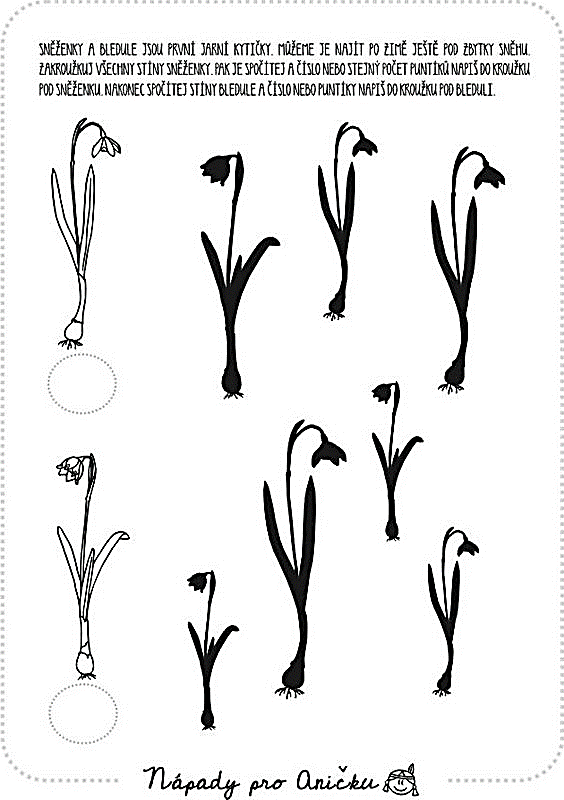 SNĚŽENKY A BLEDULE JSOU PRVNÍ JARNÍ KYTIČKY. MŮŽEME JE NAJÍT PO ZIMĚ JEŠTĚ POD ZBYTKY SNĚHU.
ZAKROUŽKUJ VŠECHNY STÍNY SNĚŽENKY. PAK JE SPOČÍTEJ A ČÍSLO NEBO STEJNÝ POČET PUNTÍKŮ NAPIŠ DO KROUŽKU
POD SNĚŽENKU. NAKONEC SPOČÍTEJ STÍNY BLEDULE A ČÍSLO NEBO PUNTÍKY NAPIŠ DO KROUŽKU POD BLEDULI.
Nápady pro Aničku